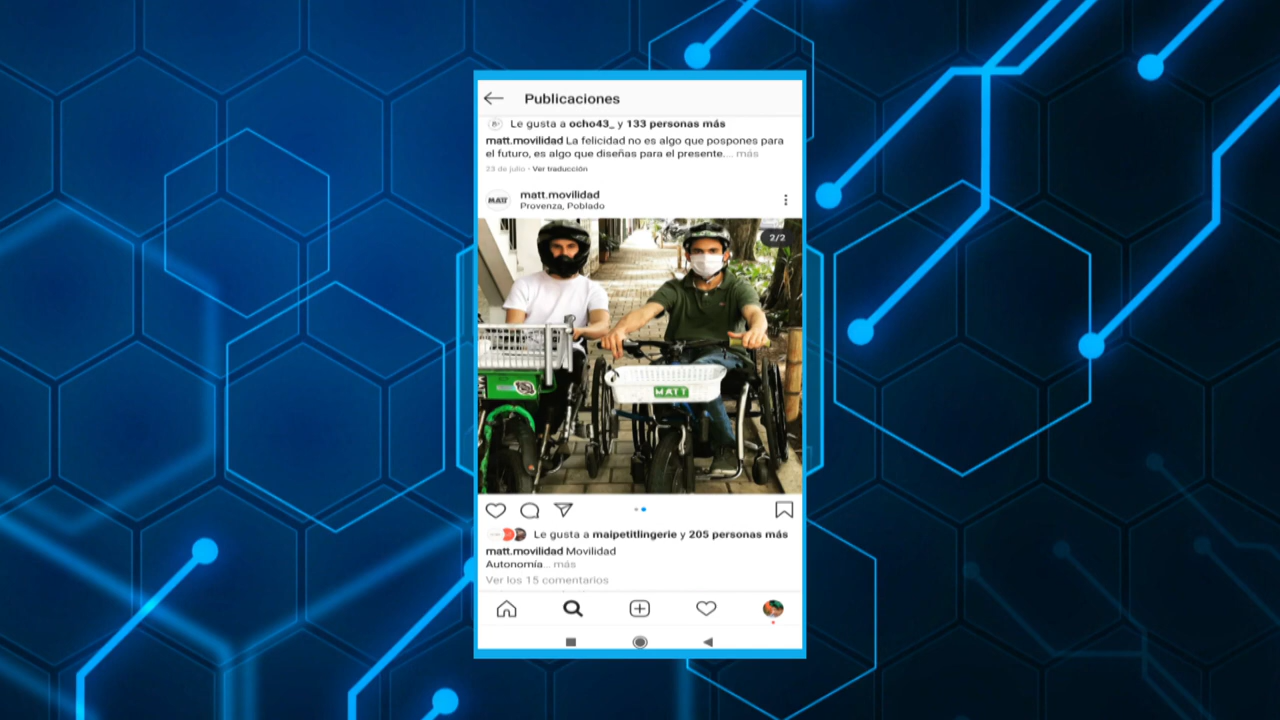 Publicaciones
Le gusta a ocho43_ y 133 personas más
matt.movilidad La felicidad no es algo que pospones para
el futuro, es algo que diseñas para el presente... más
23 de julio · Ver traducción
MATT
matt.movilidad
Provenza, Poblado
2/2
MATT
Le gusta a maipetitlingerie y 205 personas más
matt.movilidad Movilidad
Autonomía... más
Ver los 15 comentarios